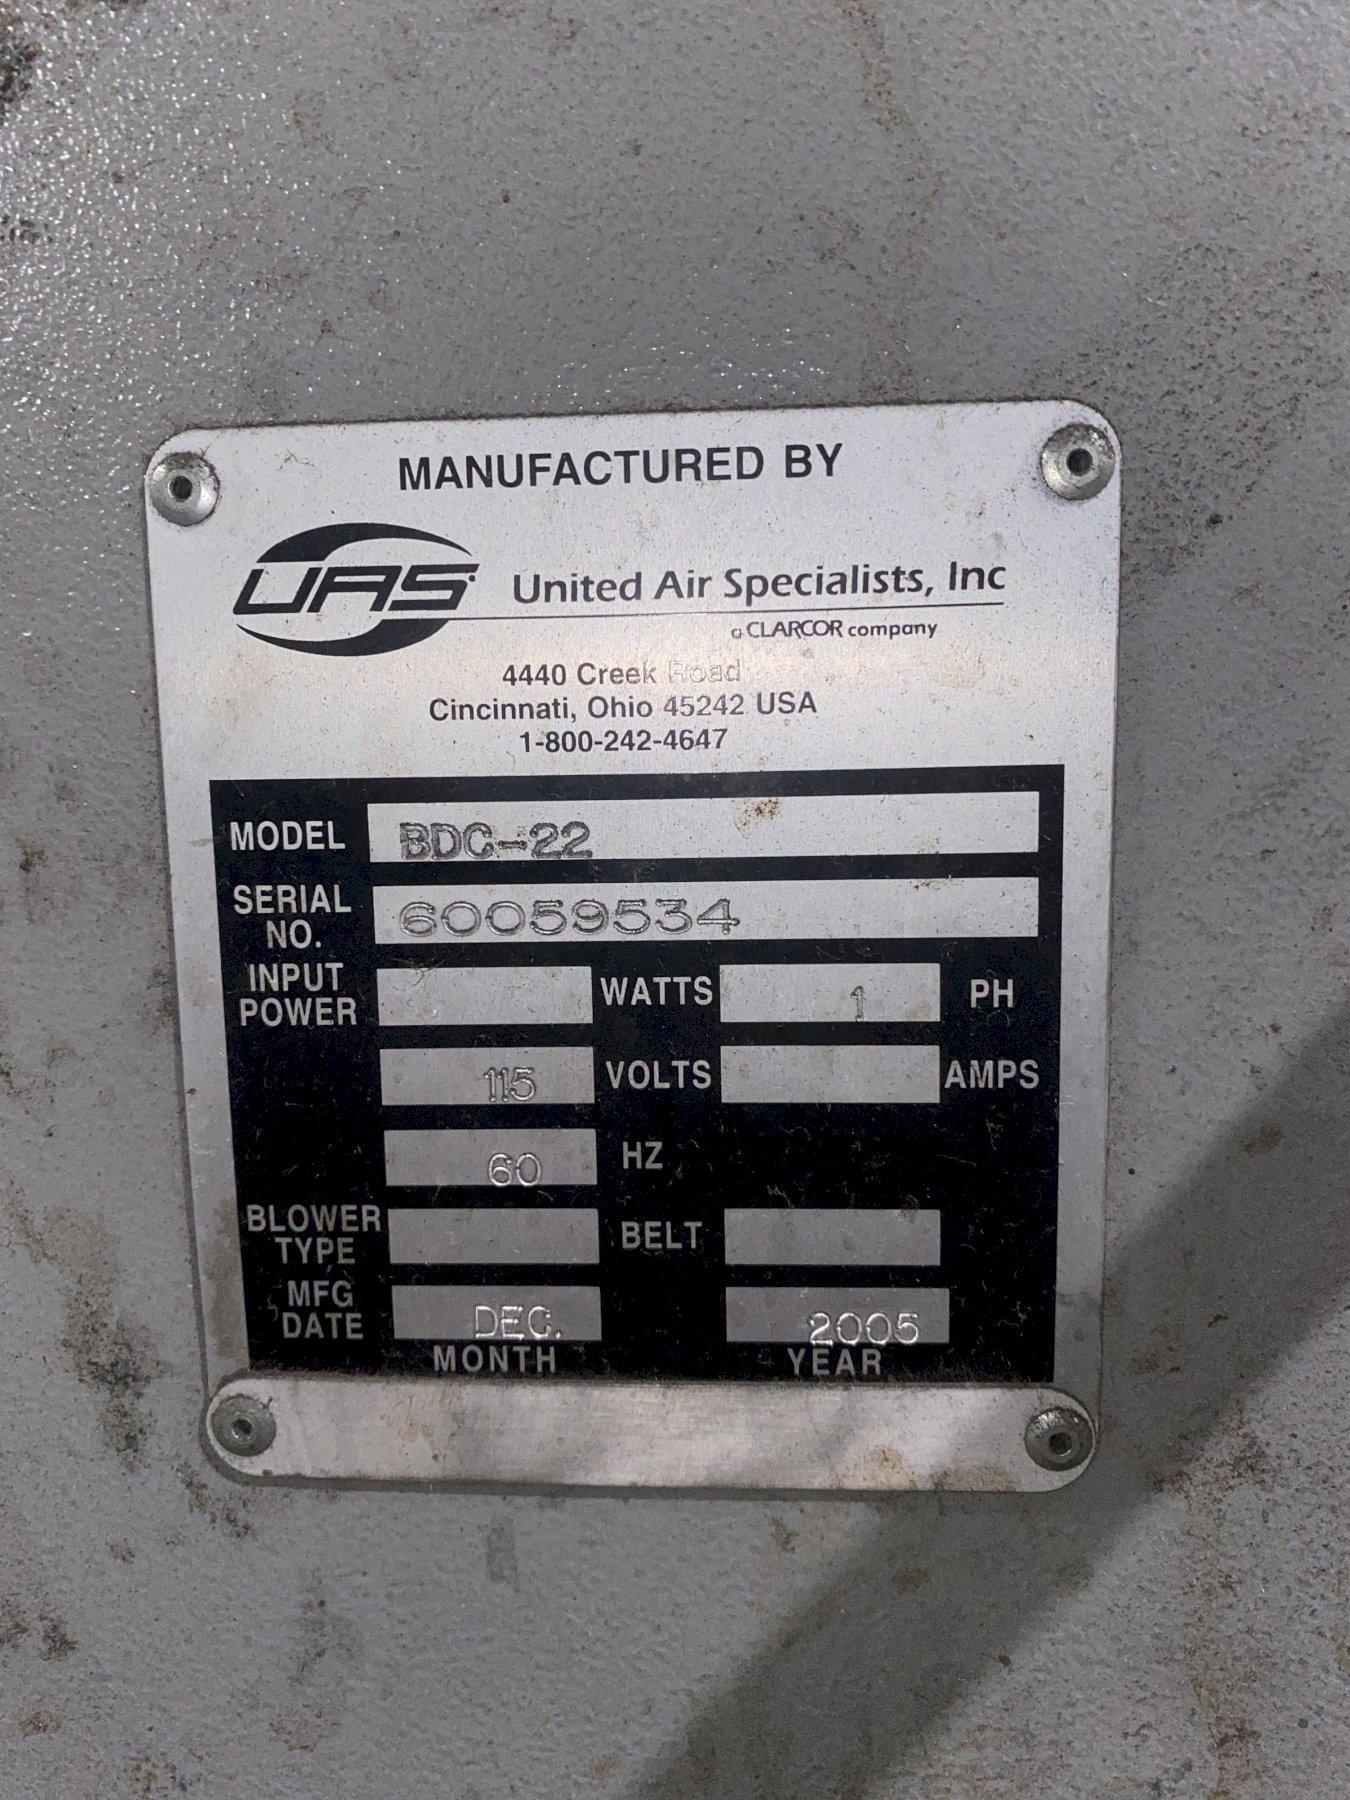 MANUFACTURED BY
UAS United Air Specialists, Inc
a CLARCOR company
4440 Creek Road
Cincinnati, Ohio 45242 USA
1-800-242-4647
MODEL BDC-22
SERIAL NO. 60059534
INPUT POWER WATTS 1 PH
115 VOLTS AMPS
60 HZ
BLOWER TYPE BELT
MFG DATE DEC. 2005
MONTH YEAR